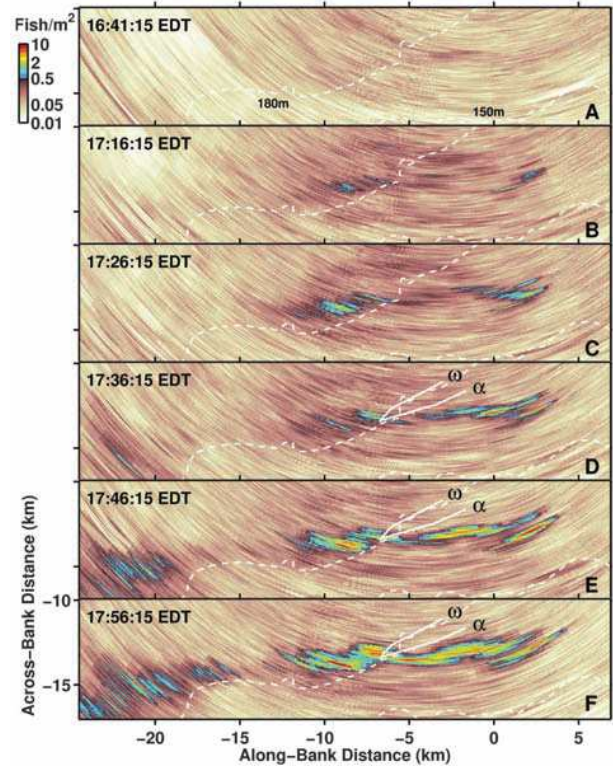 Fish/m²
10
2
0.5
0.05
0.01
16:41:15 EDT
180m
150m
A
17:16:15 EDT
B
17:26:15 EDT
C
17:36:15 EDT
ω
α
D
17:46:15 EDT
ω
α
E
17:56:15 EDT
ω
α
F
Across-Bank Distance (km)
-10
-15
-20
-15
-10
-5
0
5
Along-Bank Distance (km)